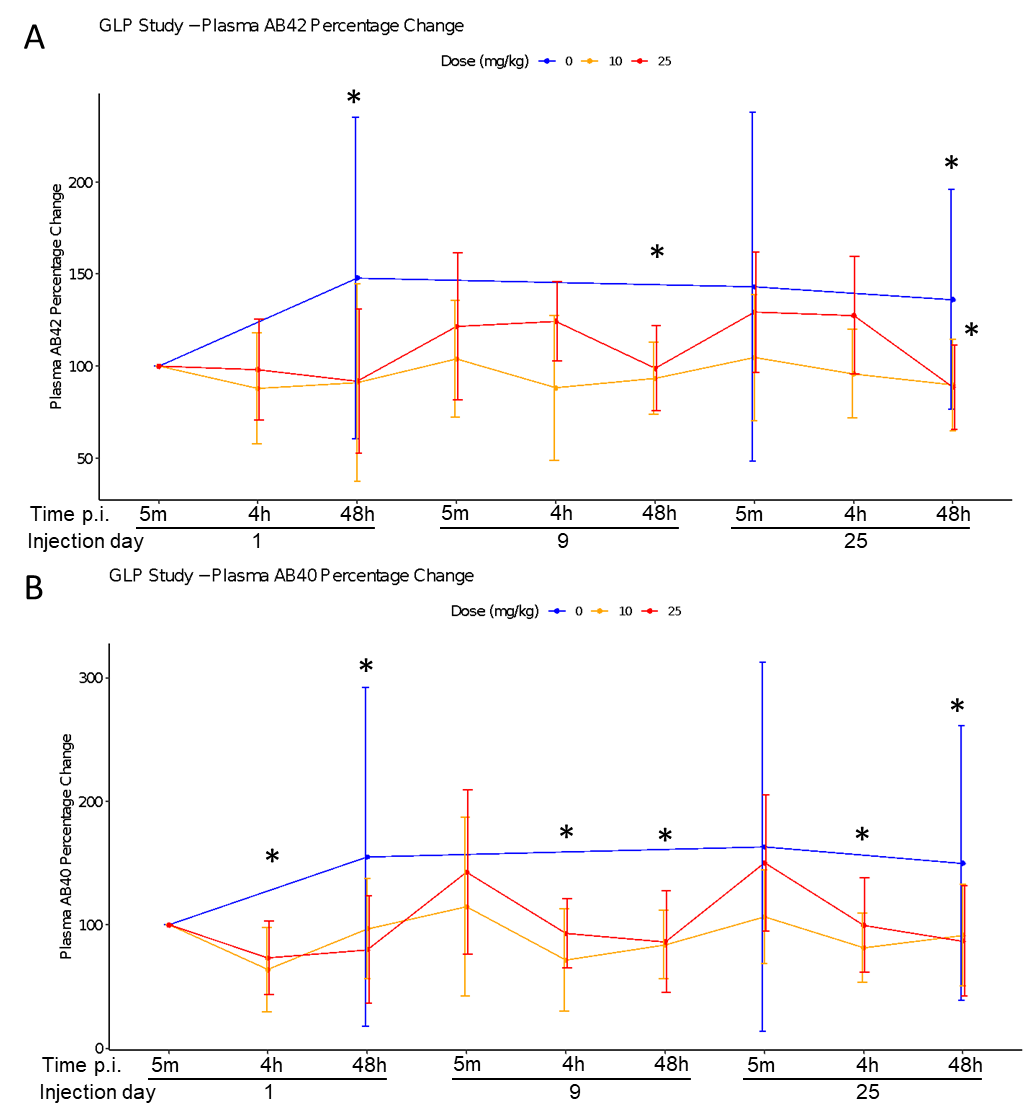 A
GLP Study −Plasma AB42 Percentage Change
Dose (mg/kg) 0 10 25
Plasma AB42 Percentage Change
200
150
100
50
*
*
*
*
Time p.i. 5m 4h 48h 5m 4h 48h 5m 4h 48h
Injection day 1 9 25
B
GLP Study −Plasma AB40 Percentage Change
Dose (mg/kg) 0 10 25
Plasma AB40 Percentage Change
300
200
100
0
*
*
*
*
*
*
Time p.i. 5m 4h 48h 5m 4h 48h 5m 4h 48h
Injection day 1 9 25